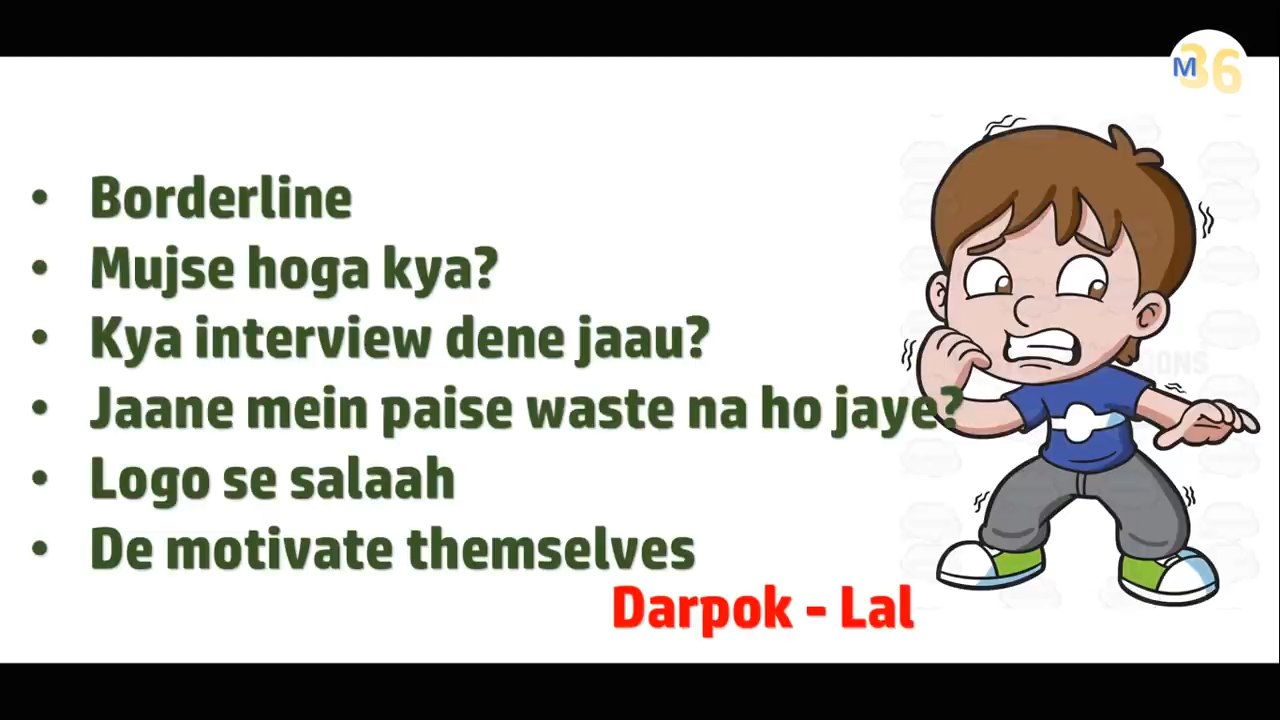 M36
• Borderline
• Mujse hoga kya?
• Kya interview dene jaau?
• Jaane mein paise waste na ho jaye?
• Logo se salaah
• De motivate themselves
Darpok - Lal